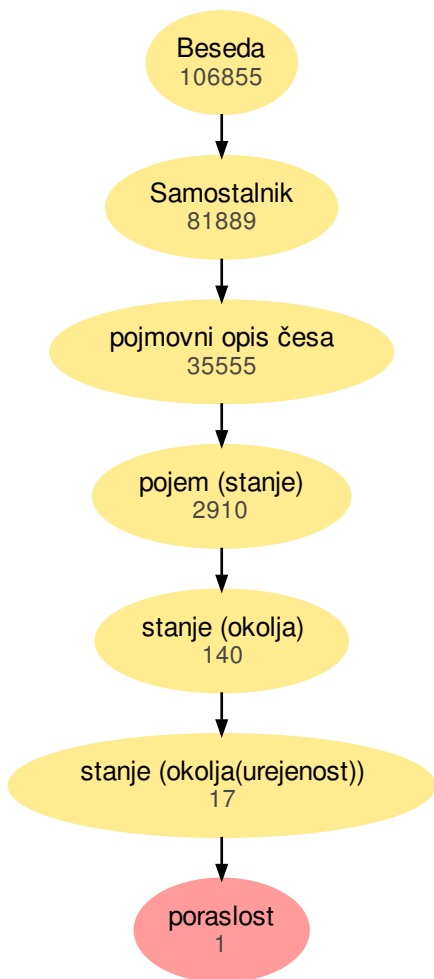 Beseda
106855
Samostalnik
81889
pojmovni opis česa
35555
pojem (stanje)
2910
stanje (okolja)
140
stanje (okolja(urejenost))
17
poraslost
1